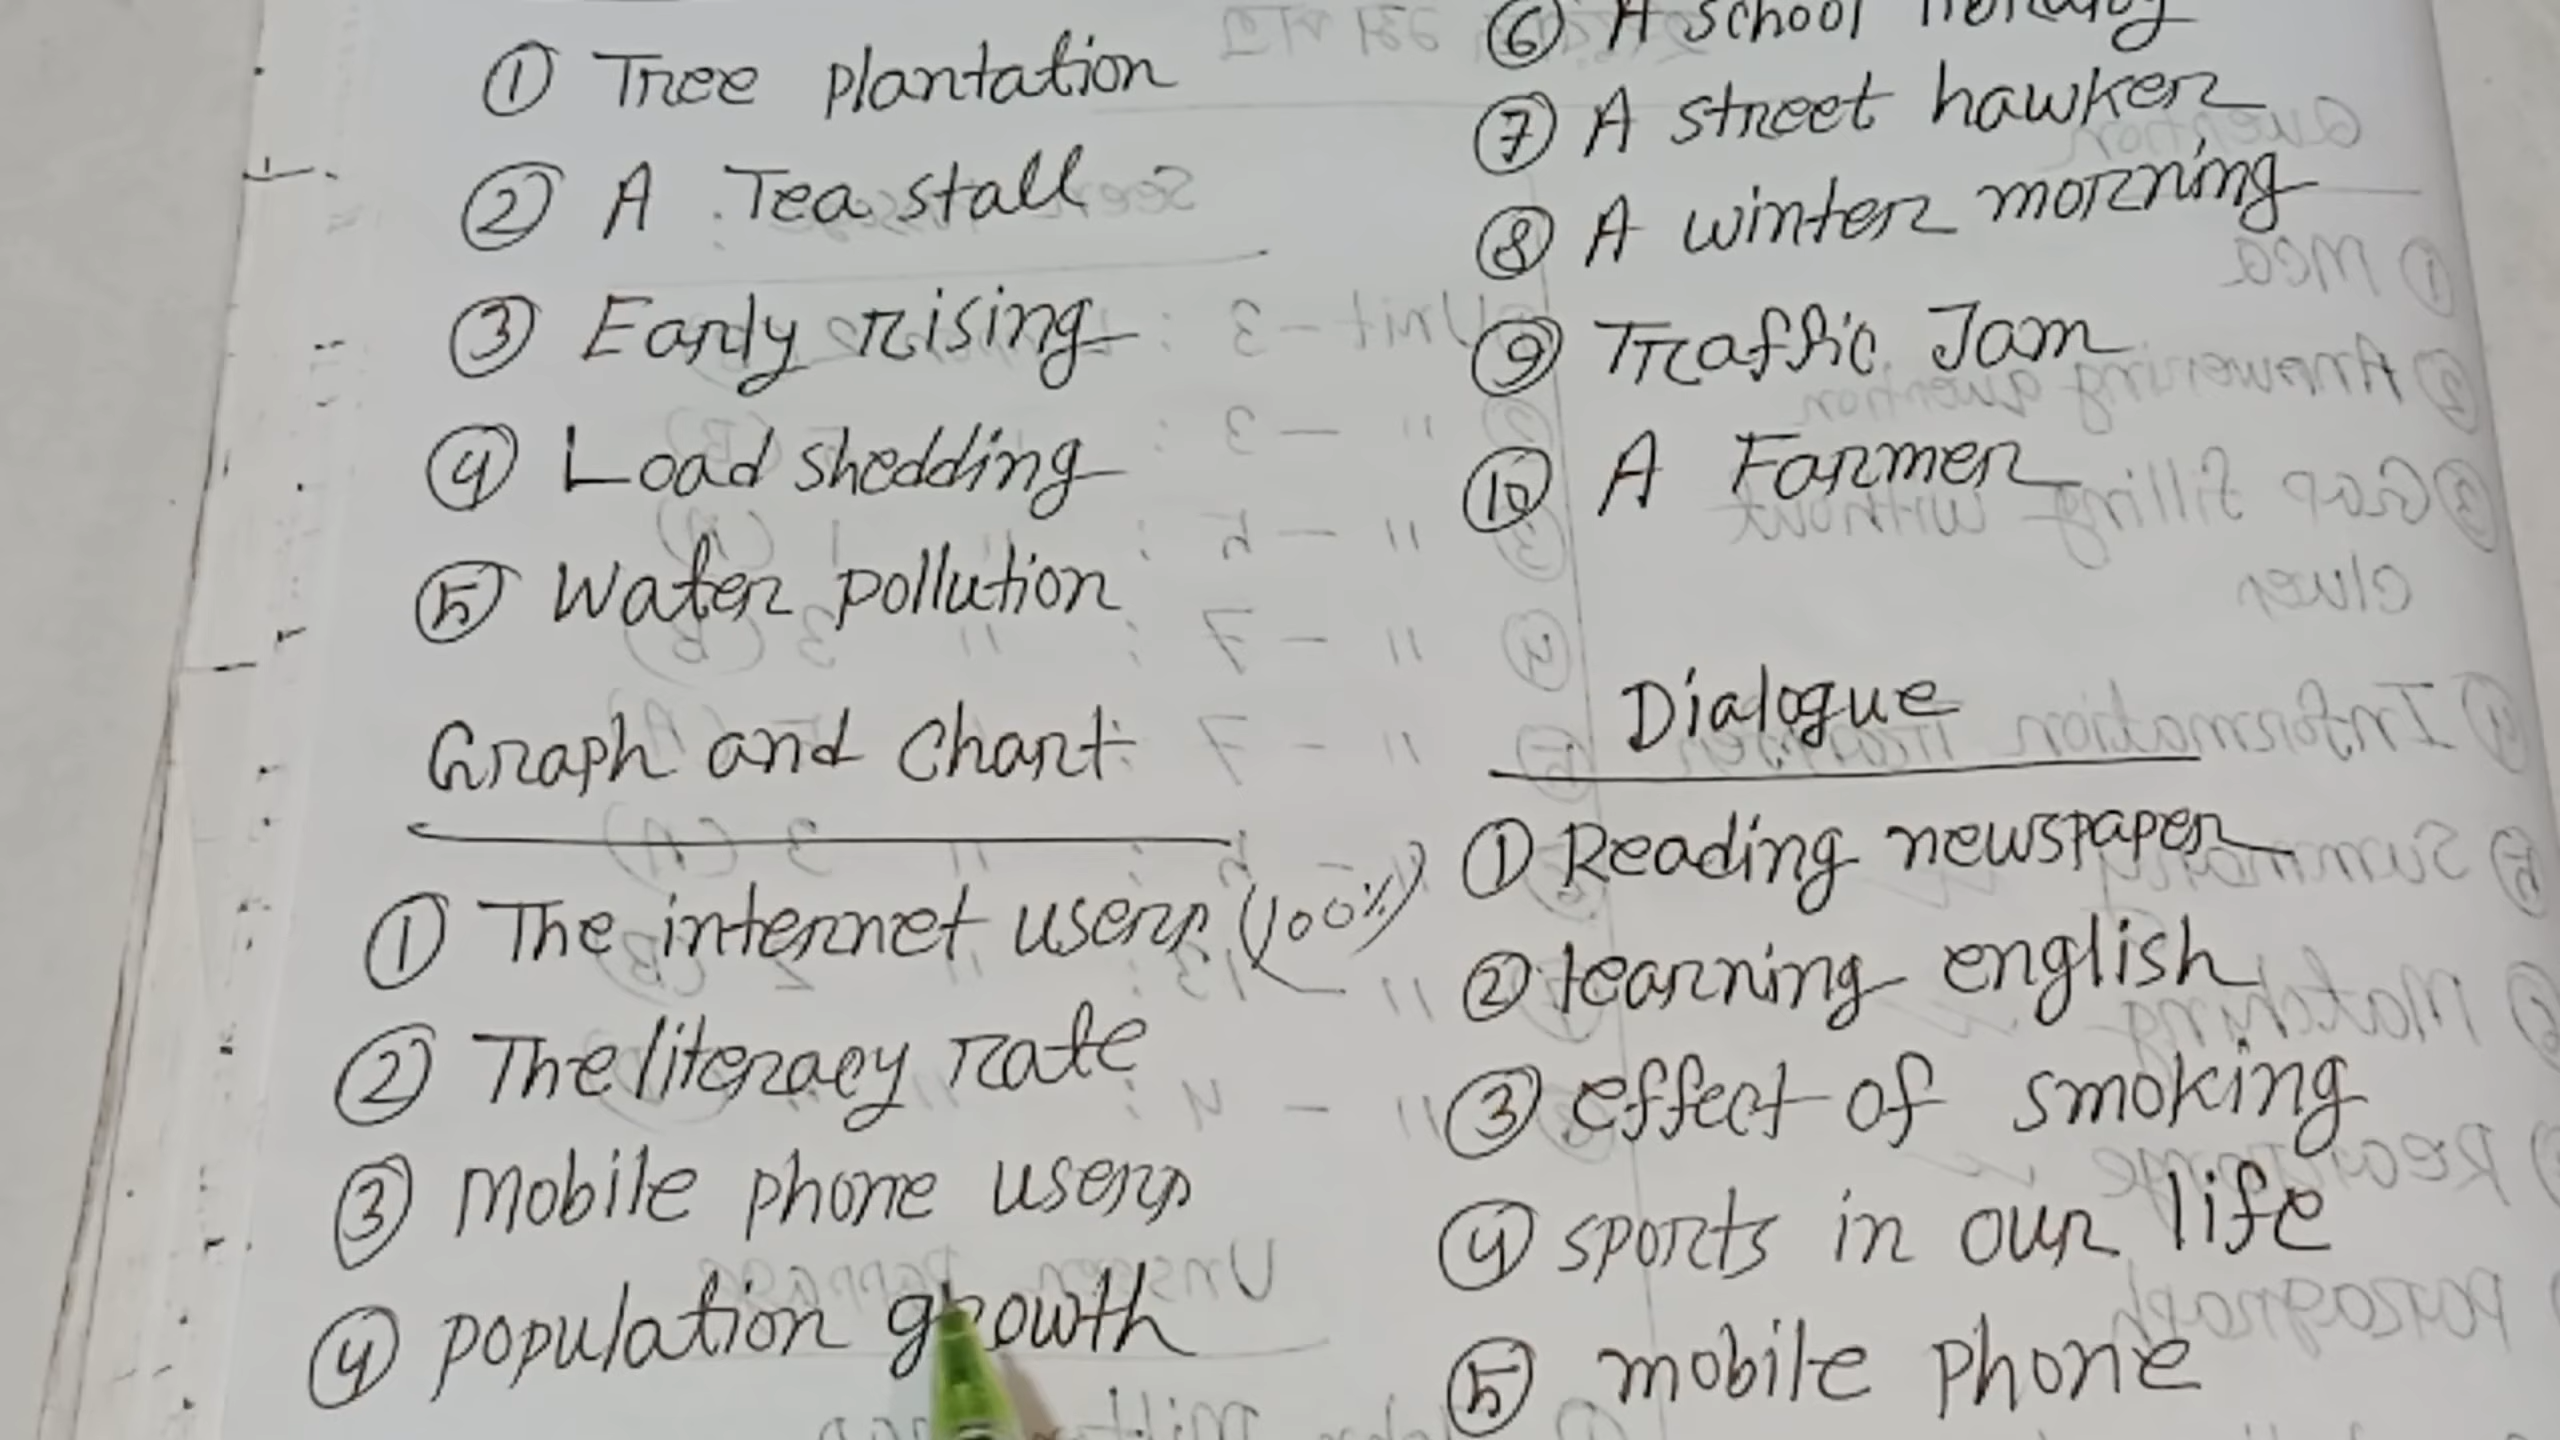 ① Tree plantation
② A Tea stall
③ Early rising
④ Load shedding
⑤ Water pollution
Graph and Chart
① The internet users (100%)
② The literacy rate
③ Mobile phone users
④ population growth
⑥ A school
⑦ A street hawker
⑧ A winter morning
⑨ Traffic Jam
⑩ A Farmer
Dialogue
① Reading newspaper
② learning english
③ effect of smoking
④ sports in our life
⑤ mobile phone